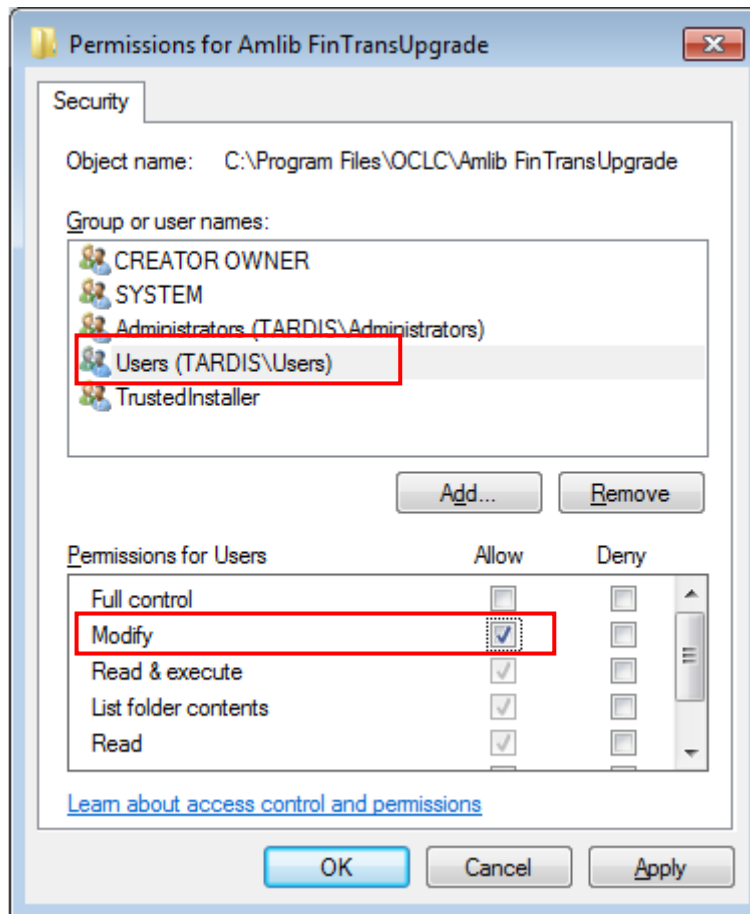 Permissions for Amlib FinTransUpgrade
Security
Object name: C:\Program Files\OCLC\Amlib FinTransUpgrade
Group or user names:
CREATOR OWNER
SYSTEM
Administrators (TARDIS\Administrators)
Users (TARDIS\Users)
TrustedInstaller
Add... Remove
Permissions for Users Allow Deny
Full control
Modify
Read & execute
List folder contents
Read
Learn about access control and permissions
OK Cancel Apply